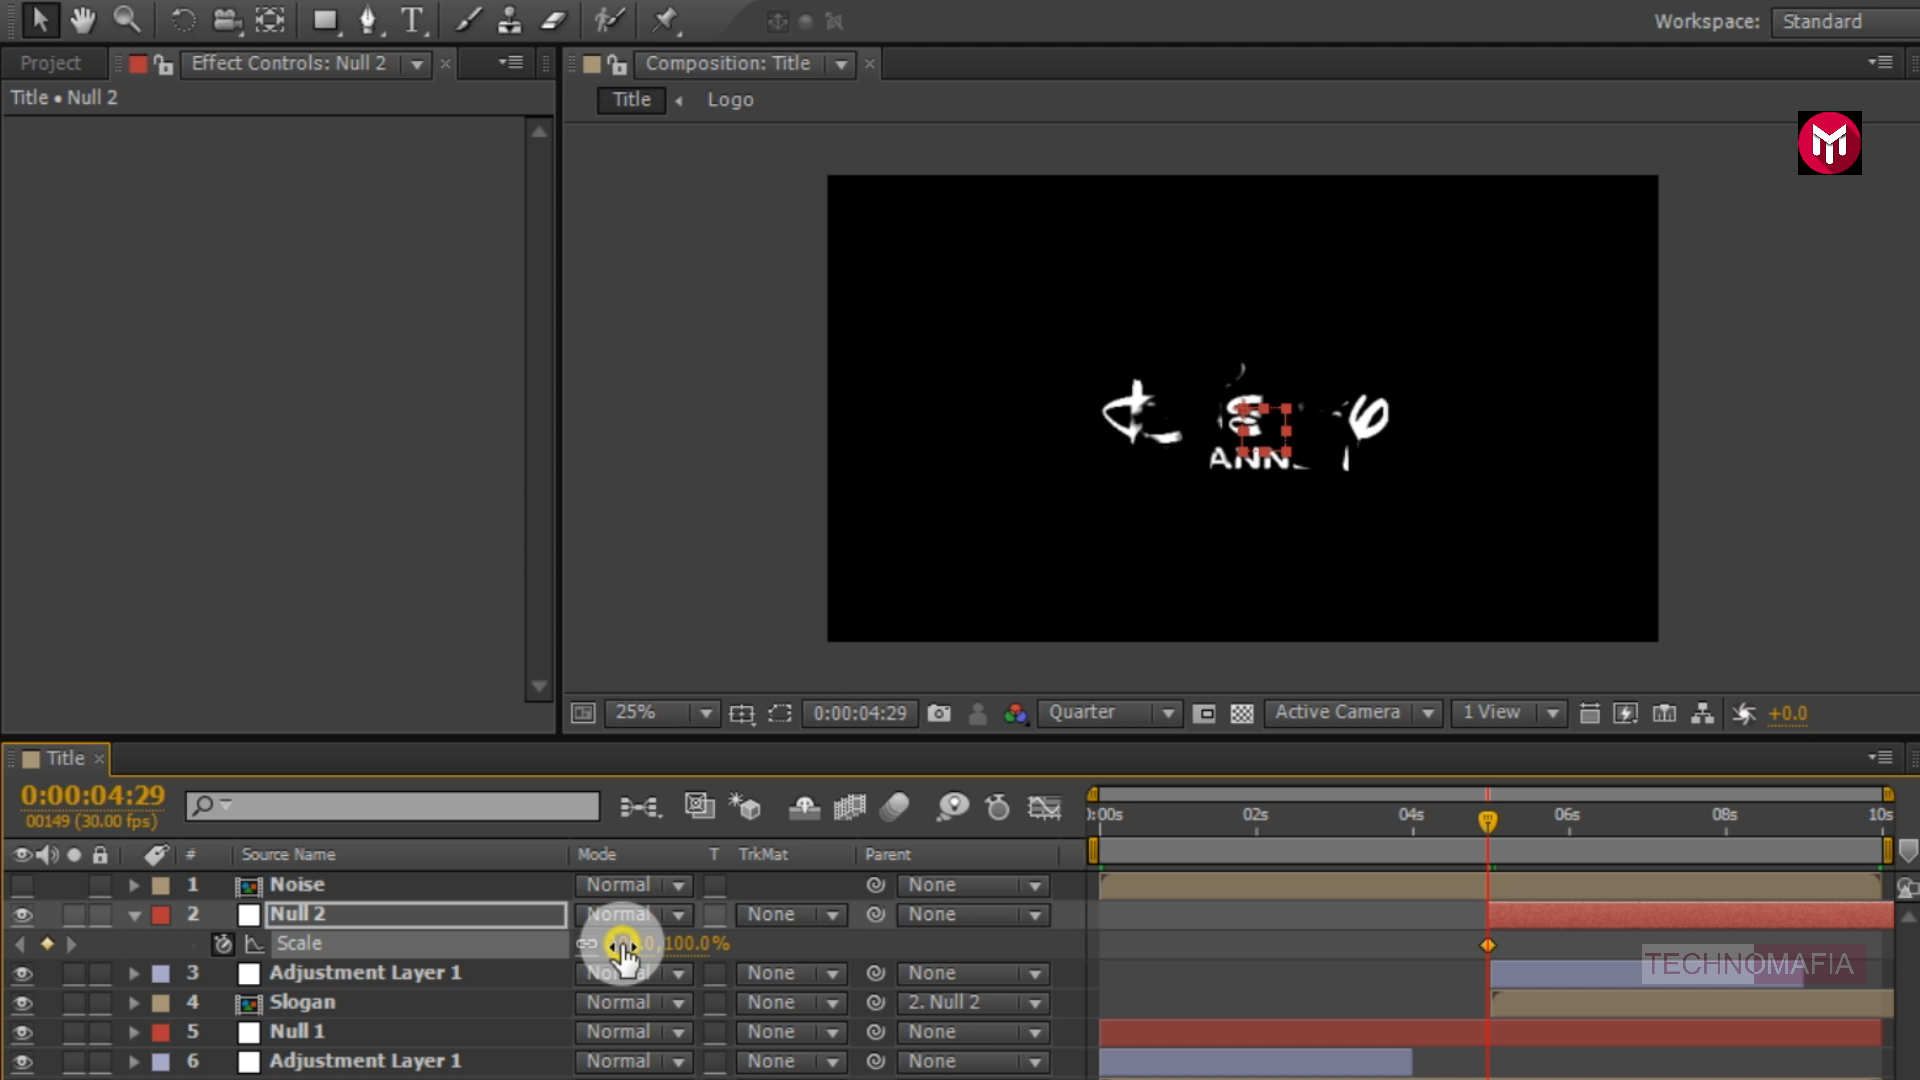 Workspace: Standard
Project
Effect Controls: Null 2
Composition: Title
Title • Null 2
Title
Logo
ANN
25%
0:00:04:29
Quarter
Active Camera
1 View
+0.0
Title
0:00:04:29
00149 (30.00 fps)
):00s 02s 04s 06s 08s 10s
# Source Name Mode T TrkMat Parent
1 Noise Normal None
2 Null 2 Normal None None
Scale 100.0%
TECHNOMAFIA
3 Adjustment Layer 1 Normal None None
4 Slogan Normal None 2. Null 2
5 Null 1 Normal None None
6 Adjustment Layer 1 Normal None None